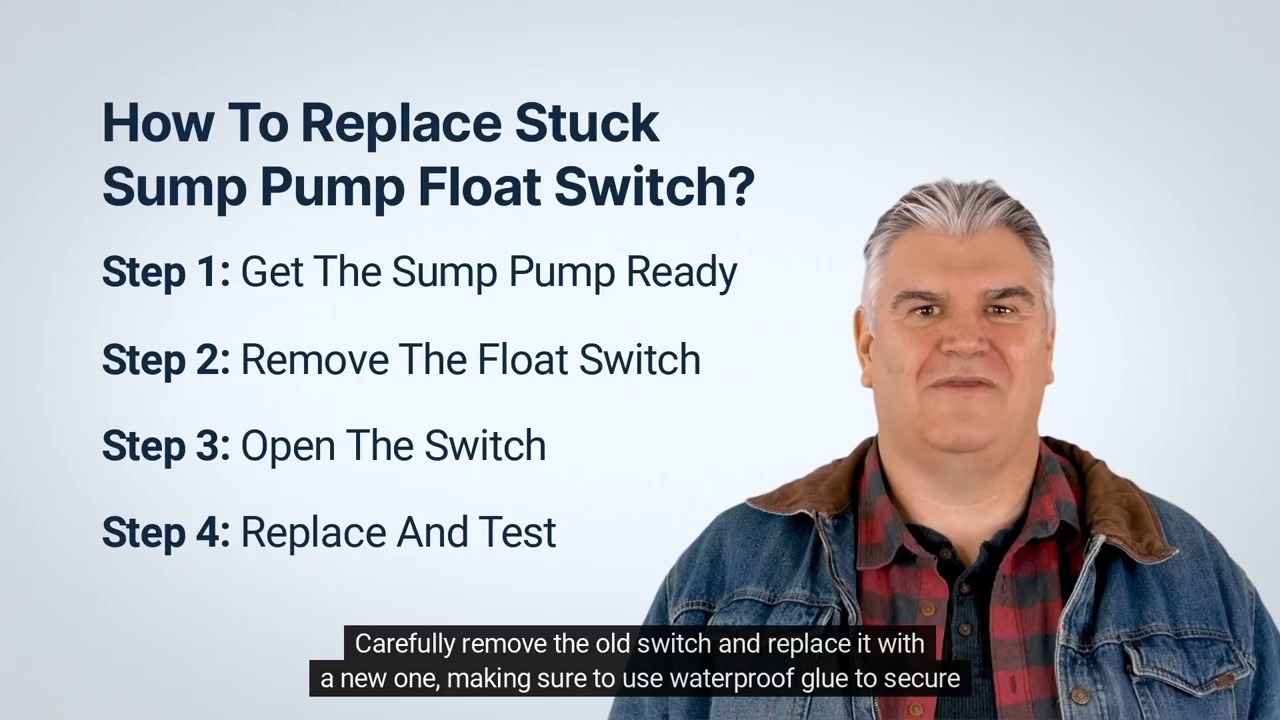 How To Replace Stuck
Sump Pump Float Switch?
Step 1: Get The Sump Pump Ready
Step 2: Remove The Float Switch
Step 3: Open The Switch
Step 4: Replace And Test
Carefully remove the old switch and replace it with
a new one, making sure to use waterproof glue to secure